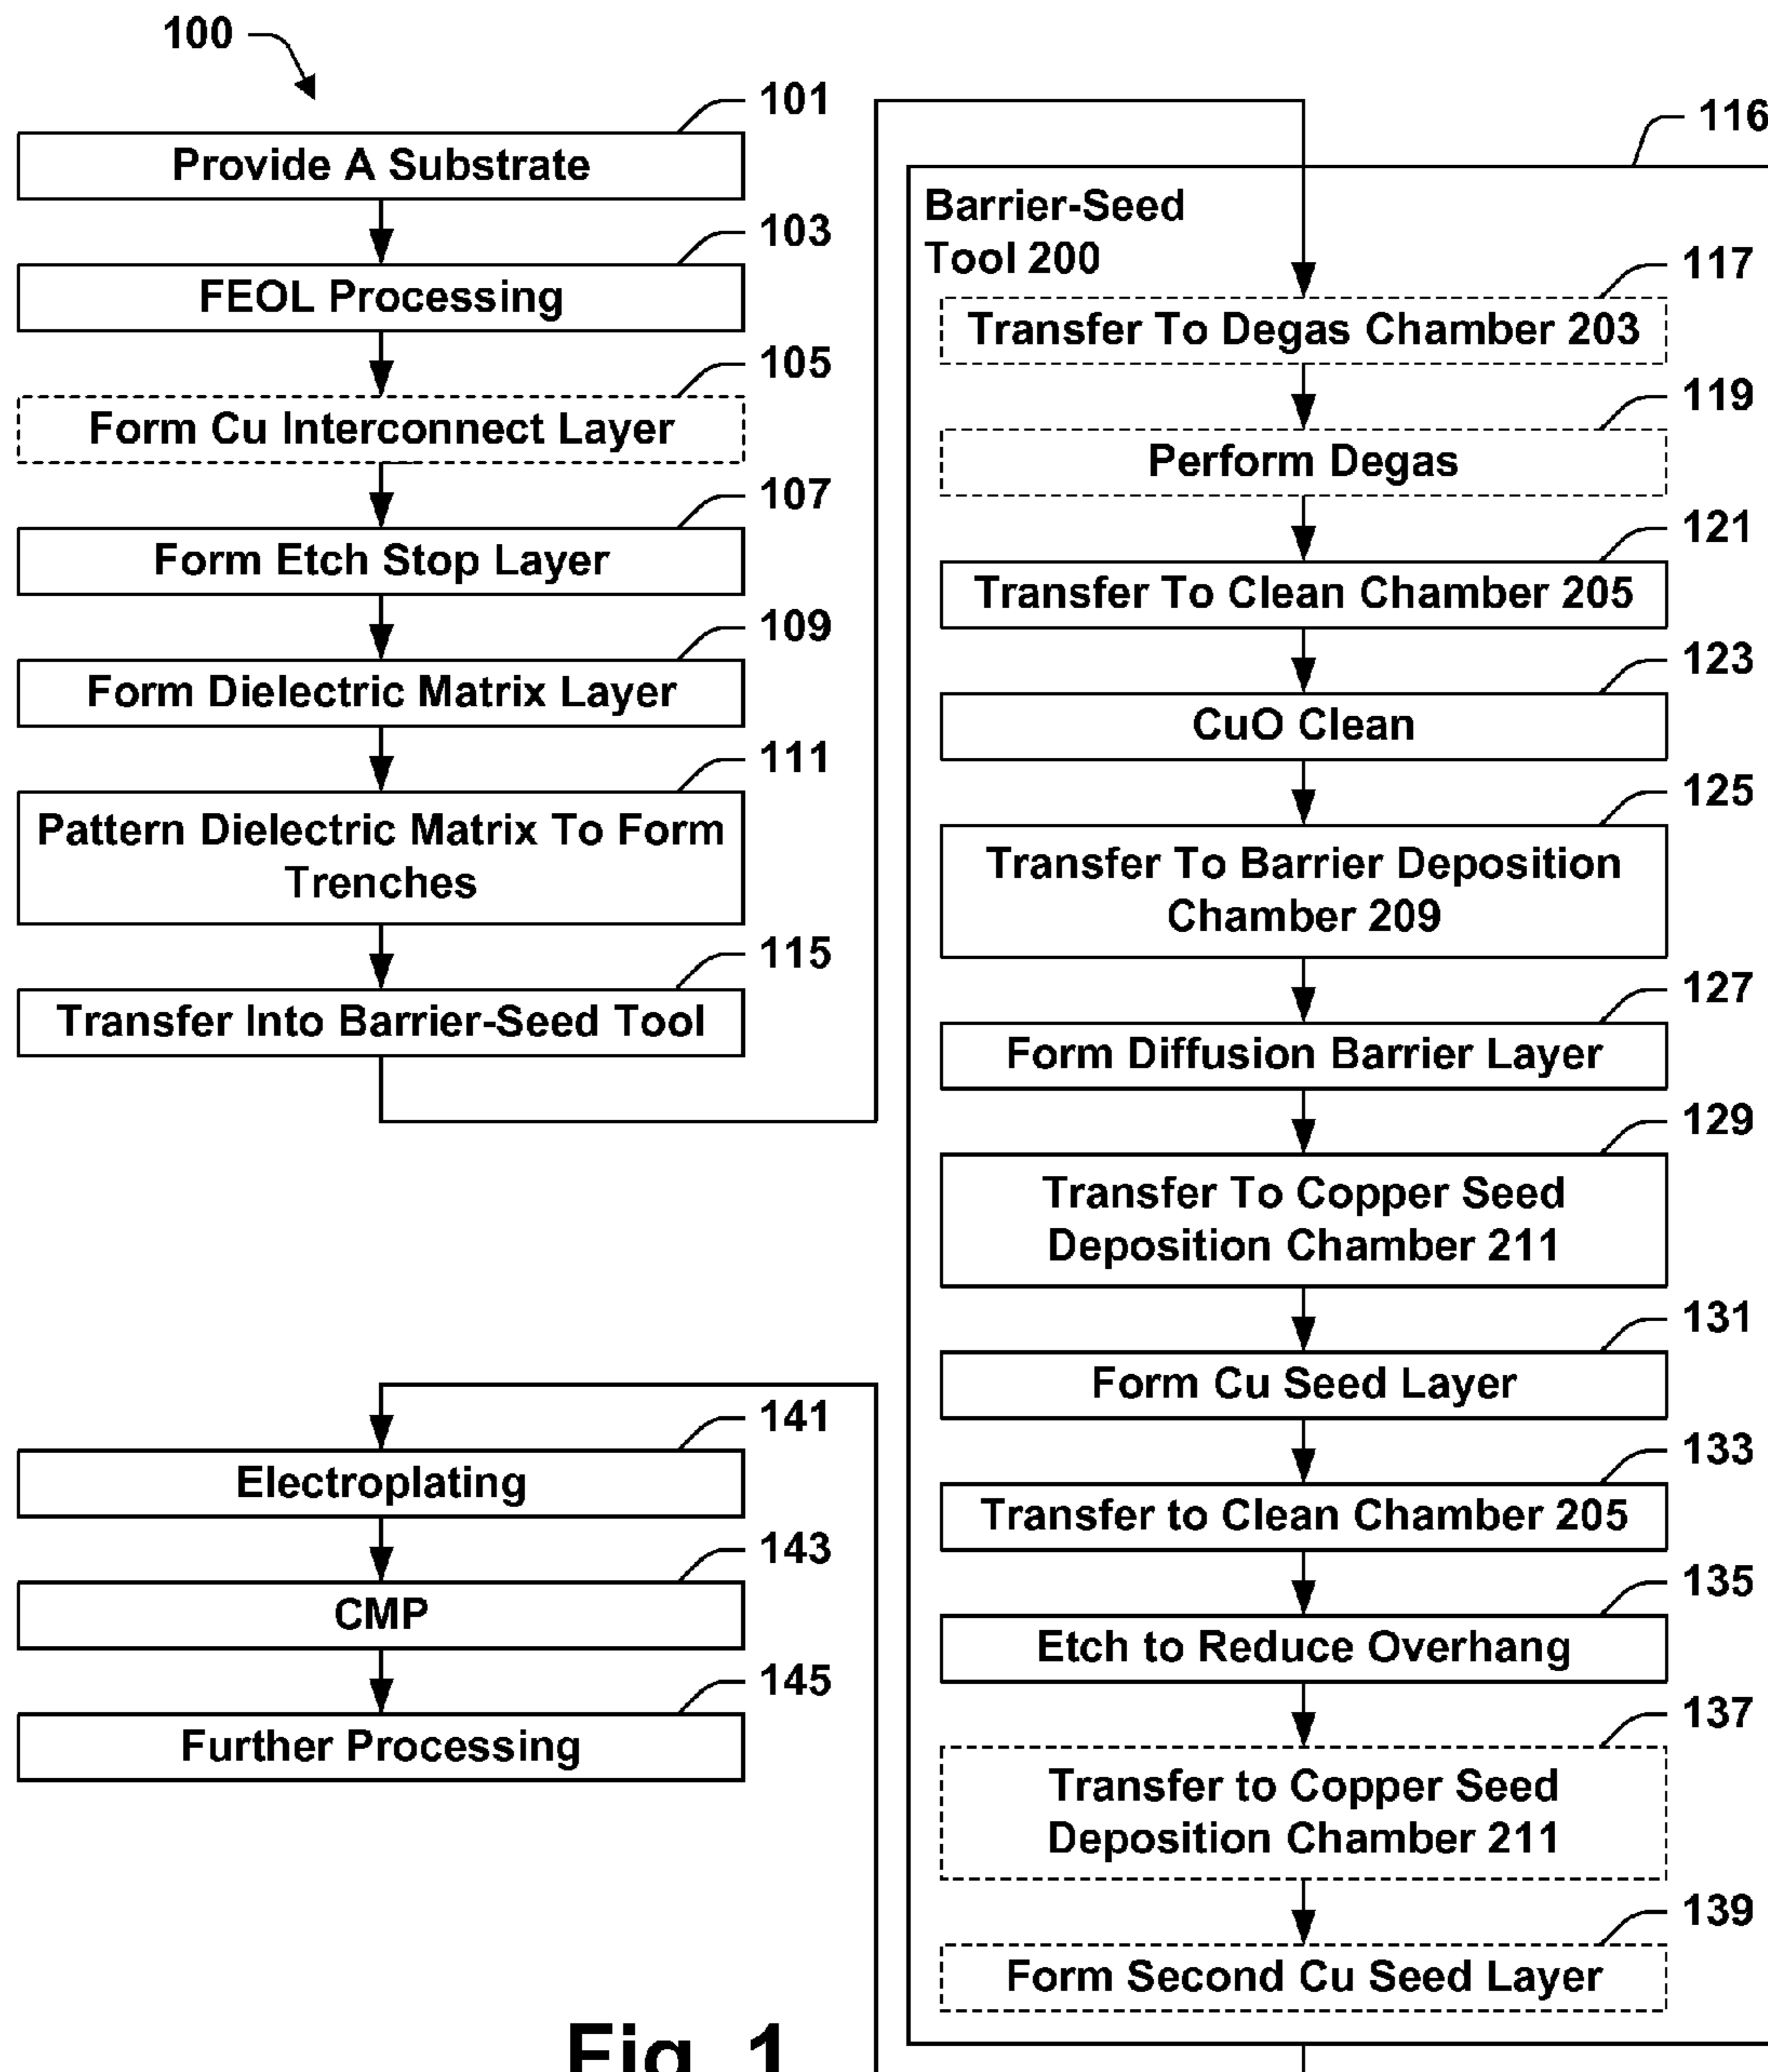 100
101
Provide A Substrate
103
FEOL Processing
105
Form Cu Interconnect Layer
107
Form Etch Stop Layer
109
Form Dielectric Matrix Layer
111
Pattern Dielectric Matrix To Form
Trenches
115
Transfer Into Barrier-Seed Tool
116
Barrier-Seed
Tool 200
117
Transfer To Degas Chamber 203
119
Perform Degas
121
Transfer To Clean Chamber 205
123
CuO Clean
125
Transfer To Barrier Deposition
Chamber 209
127
Form Diffusion Barrier Layer
129
Transfer To Copper Seed
Deposition Chamber 211
131
Form Cu Seed Layer
133
Transfer to Clean Chamber 205
135
Etch to Reduce Overhang
137
Transfer to Copper Seed
Deposition Chamber 211
139
Form Second Cu Seed Layer
141
Electroplating
143
CMP
145
Further Processing
Fig. 1